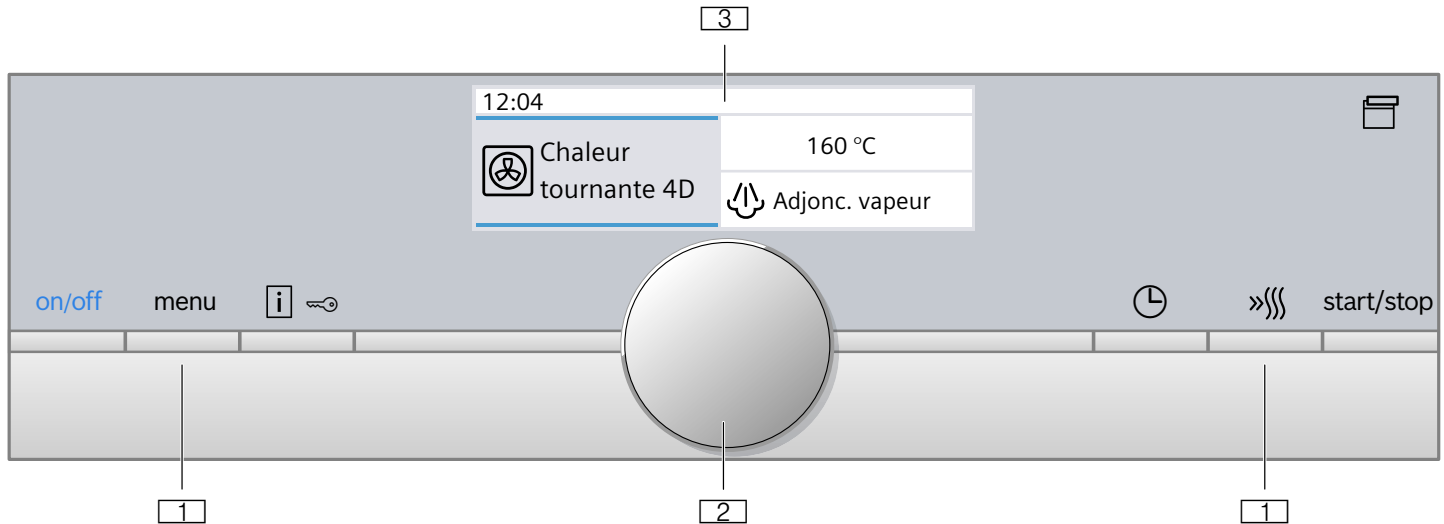 3
12:04
Chaleur
tournante 4D
160 °C
Adjonc. vapeur
on/off menu i start/stop
1 2 1